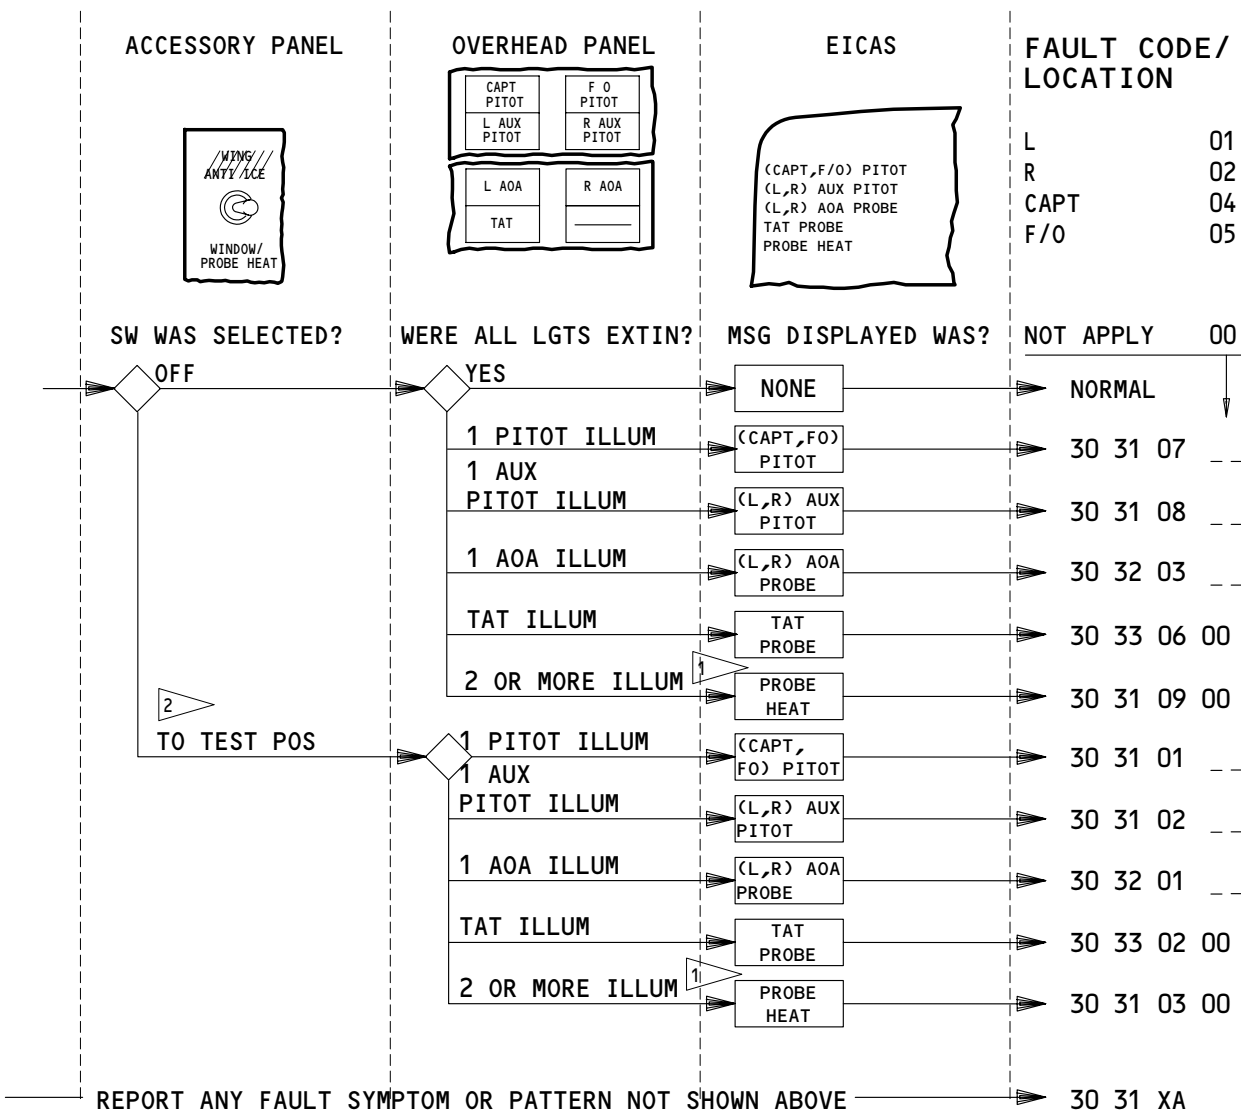 ACCESSORY PANEL
OVERHEAD PANEL
EICAS
FAULT CODE/
LOCATION
WING
ANTI ICE
WINDOW/
PROBE HEAT
CAPT
PITOT
F O
PITOT
L AUX
PITOT
R AUX
PITOT
L AOA
R AOA
TAT
(CAPT,F/O) PITOT
(L,R) AUX PITOT
(L,R) AOA PROBE
TAT PROBE
PROBE HEAT
L 01
R 02
CAPT 04
F/O 05
SW WAS SELECTED?
WERE ALL LGTS EXTIN?
MSG DISPLAYED WAS?
NOT APPLY 00
OFF
YES
NONE
NORMAL
1 PITOT ILLUM
(CAPT,FO)
PITOT
30 31 07 _ _
1 AUX
PITOT ILLUM
(L,R) AUX
PITOT
30 31 08 _ _
1 AOA ILLUM
(L,R) AOA
PROBE
30 32 03 _ _
TAT ILLUM
TAT
PROBE
30 33 06 00
2 OR MORE ILLUM
1
PROBE
HEAT
30 31 09 00
2
TO TEST POS
1 PITOT ILLUM
(CAPT,
FO) PITOT
30 31 01 _ _
1 AUX
PITOT ILLUM
(L,R) AUX
PITOT
30 31 02 _ _
1 AOA ILLUM
(L,R) AOA
PROBE
30 32 01 _ _
TAT ILLUM
TAT
PROBE
30 33 02 00
2 OR MORE ILLUM
1
PROBE
HEAT
30 31 03 00
REPORT ANY FAULT SYMPTOM OR PATTERN NOT SHOWN ABOVE
30 31 XA